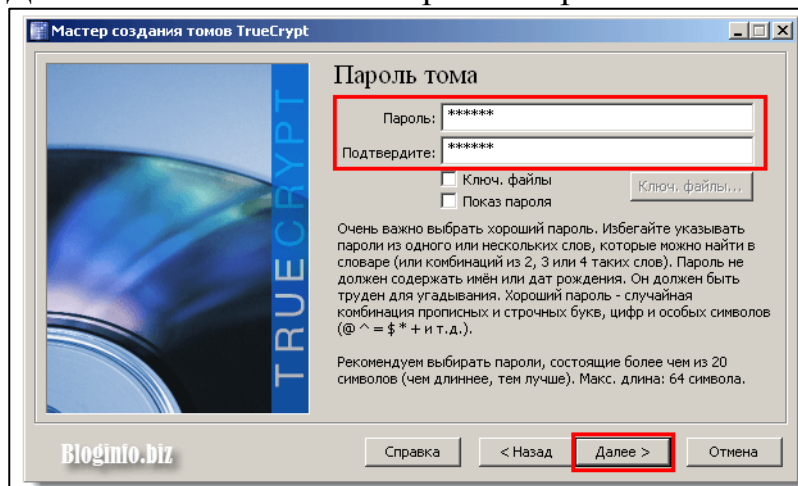 Мастер создания томов TrueCrypt
TRUECRYPT
Пароль тома
Пароль: ******
Подтвердите: ******
Ключ. файлы
Ключ. файлы...
Показ пароля
Очень важно выбрать хороший пароль. Избегайте указывать
пароли из одного или нескольких слов, которые можно найти в
словаре (или комбинаций из 2, 3 или 4 таких слов). Пароль не
должен содержать имён или дат рождения. Он должен быть
труден для угадывания. Хороший пароль - случайная
комбинация прописных и строчных букв, цифр и особых символов
(@ ^ = $ * + и т.д.).
Рекомендуем выбирать пароли, состоящие более чем из 20
символов (чем длиннее, тем лучше). Макс. длина: 64 символа.
Bloginfo.biz
Справка
< Назад
Далее >
Отмена